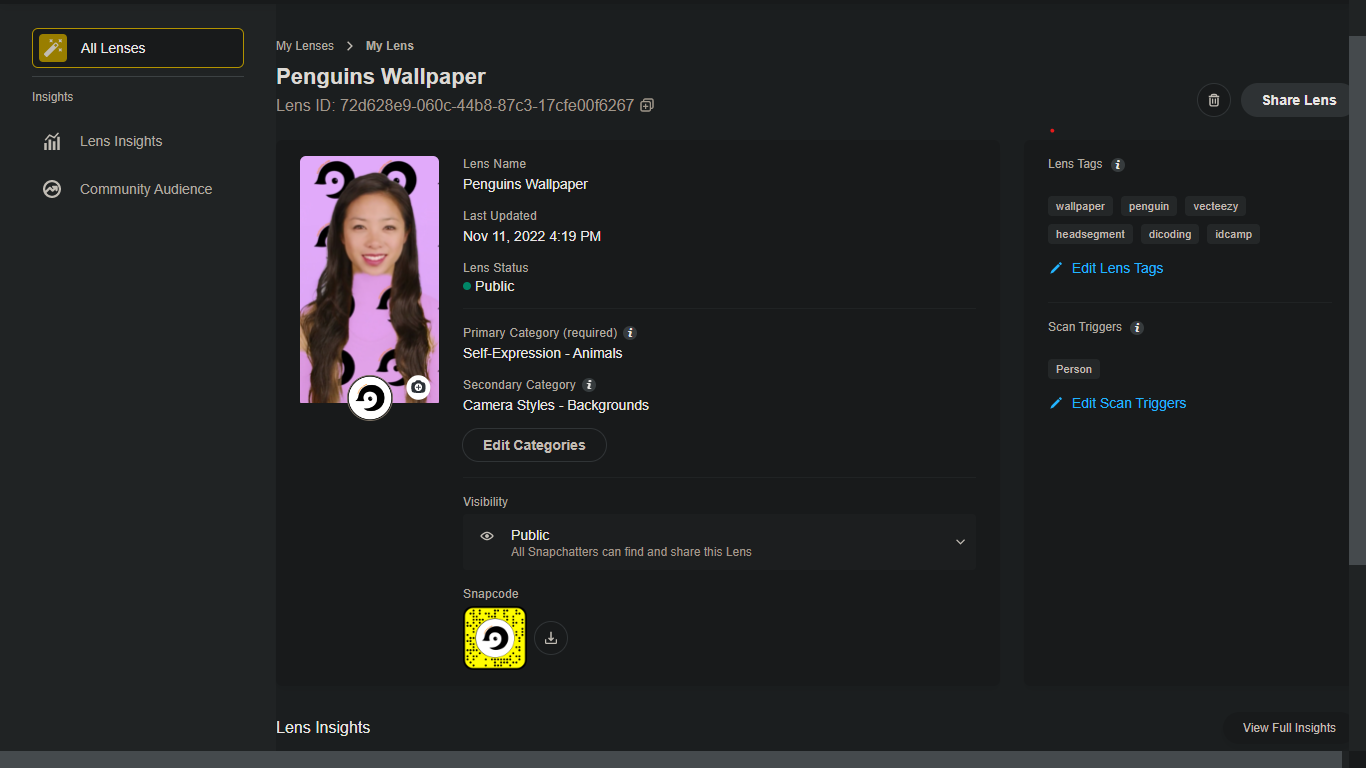 All Lenses
Insights
Lens Insights
Community Audience
My Lenses > My Lens
Penguins Wallpaper
Lens ID: 72d628e9-060c-44b8-87c3-17cfe00f6267
Share Lens
Lens Name
Penguins Wallpaper
Last Updated
Nov 11, 2022 4:19 PM
Lens Status
Public
Primary Category (required)
Self-Expression - Animals
Secondary Category
Camera Styles - Backgrounds
Edit Categories
Visibility
Public
All Snapchatters can find and share this Lens
Snapcode
Lens Tags
wallpaper penguin vecteezy
headsegment dicoding idcamp
Edit Lens Tags
Scan Triggers
Person
Edit Scan Triggers
Lens Insights
View Full Insights